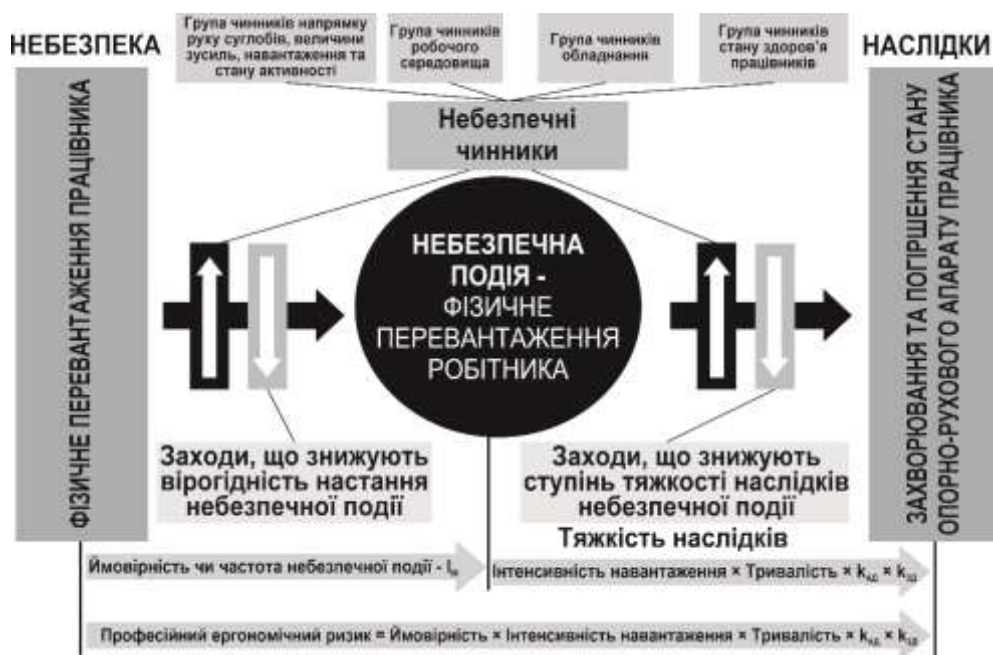 НЕБЕЗПЕКА
Група чинників напрямку
руху суглобів, величини
зусиль, навантаження та
стану активності
Група чинників
робочого
середовища
Група чинників
обладнання
Група чинників
стану здоров'я
працівників
НАСЛІДКИ
Небезпечні
чинники
ФІЗИЧНЕ ПЕРЕВАНТАЖЕННЯ ПРАЦІВНИКА
НЕБЕЗПЕЧНА
ПОДІЯ -
ФІЗИЧНЕ
ПЕРЕВАНТАЖЕННЯ
РОБІТНИКА
ЗАХВОРЮВАННЯ ТА ПОГІРШЕННЯ СТАНУ
ОПОРНО-РУХОВОГО АПАРАТУ ПРАЦІВНИКА
Заходи, що знижують
вірогідність настання
небезпечної події
Заходи, що знижують
ступінь тяжкості наслідків
небезпечної події
Тяжкість наслідків
Ймовірність чи частота небезпечної події -
Інтенсивність навантаження × Тривалість × k × k
Професійний ергономічний ризик = Ймовірність × Інтенсивність навантаження × Тривалість × k × k